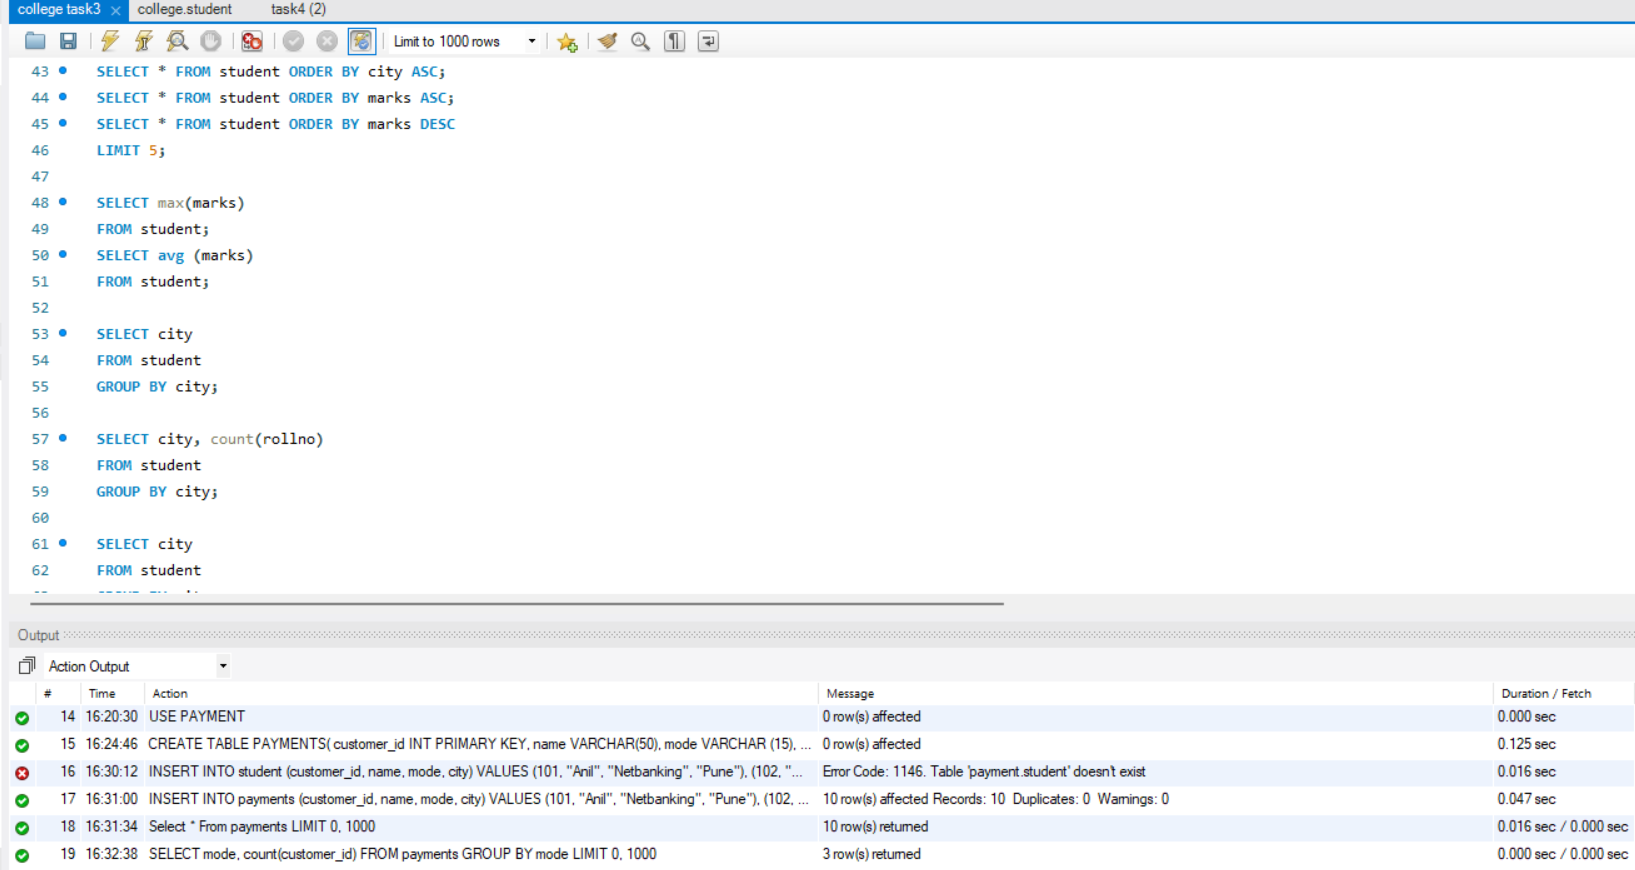 college task3 × college.student task4 (2)
Limit to 1000 rows
43 SELECT * FROM student ORDER BY city ASC;
44 SELECT * FROM student ORDER BY marks ASC;
45 SELECT * FROM student ORDER BY marks DESC
46 LIMIT 5;
47
48 SELECT max(marks)
49 FROM student;
50 SELECT avg (marks)
51 FROM student;
52
53 SELECT city
54 FROM student
55 GROUP BY city;
56
57 SELECT city, count(rollno)
58 FROM student
59 GROUP BY city;
60
61 SELECT city
62 FROM student
Output
Action Output
# Time Action Message Duration / Fetch
14 16:20:30 USE PAYMENT 0 row(s) affected 0.000 sec
15 16:24:46 CREATE TABLE PAYMENTS( customer_id INT PRIMARY KEY, name VARCHAR(50), mode VARCHAR (15), ... 0 row(s) affected 0.125 sec
16 16:30:12 INSERT INTO student (customer_id, name, mode, city) VALUES (101, "Anil", "Netbanking", "Pune"), (102, "... Error Code: 1146. Table 'payment.student' doesn't exist 0.016 sec
17 16:31:00 INSERT INTO payments (customer_id, name, mode, city) VALUES (101, "Anil", "Netbanking", "Pune"), (102, ... 10 row(s) affected Records: 10 Duplicates: 0 Warnings: 0 0.047 sec
18 16:31:34 Select * From payments LIMIT 0, 1000 10 row(s) returned 0.016 sec / 0.000 sec
19 16:32:38 SELECT mode, count(customer_id) FROM payments GROUP BY mode LIMIT 0, 1000 3 row(s) returned 0.000 sec / 0.000 sec